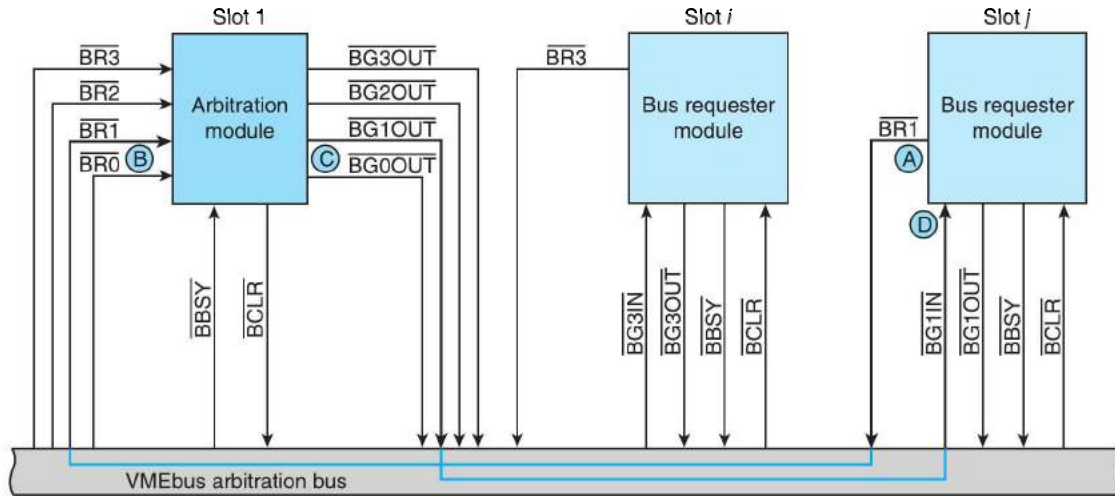 Slot 1
Slot i
Slot j
BR3
BR2
BR1
BR0
B
Arbitration
module
BG3OUT
BG2OUT
BG1OUT
BG0OUT
C
BBSY
BCLR
BR3
Bus requester
module
BG3IN
BG3OUT
BBSY
BCLR
BR1
A
Bus requester
module
D
BG1IN
BG1OUT
BBSY
BCLR
VMEbus arbitration bus